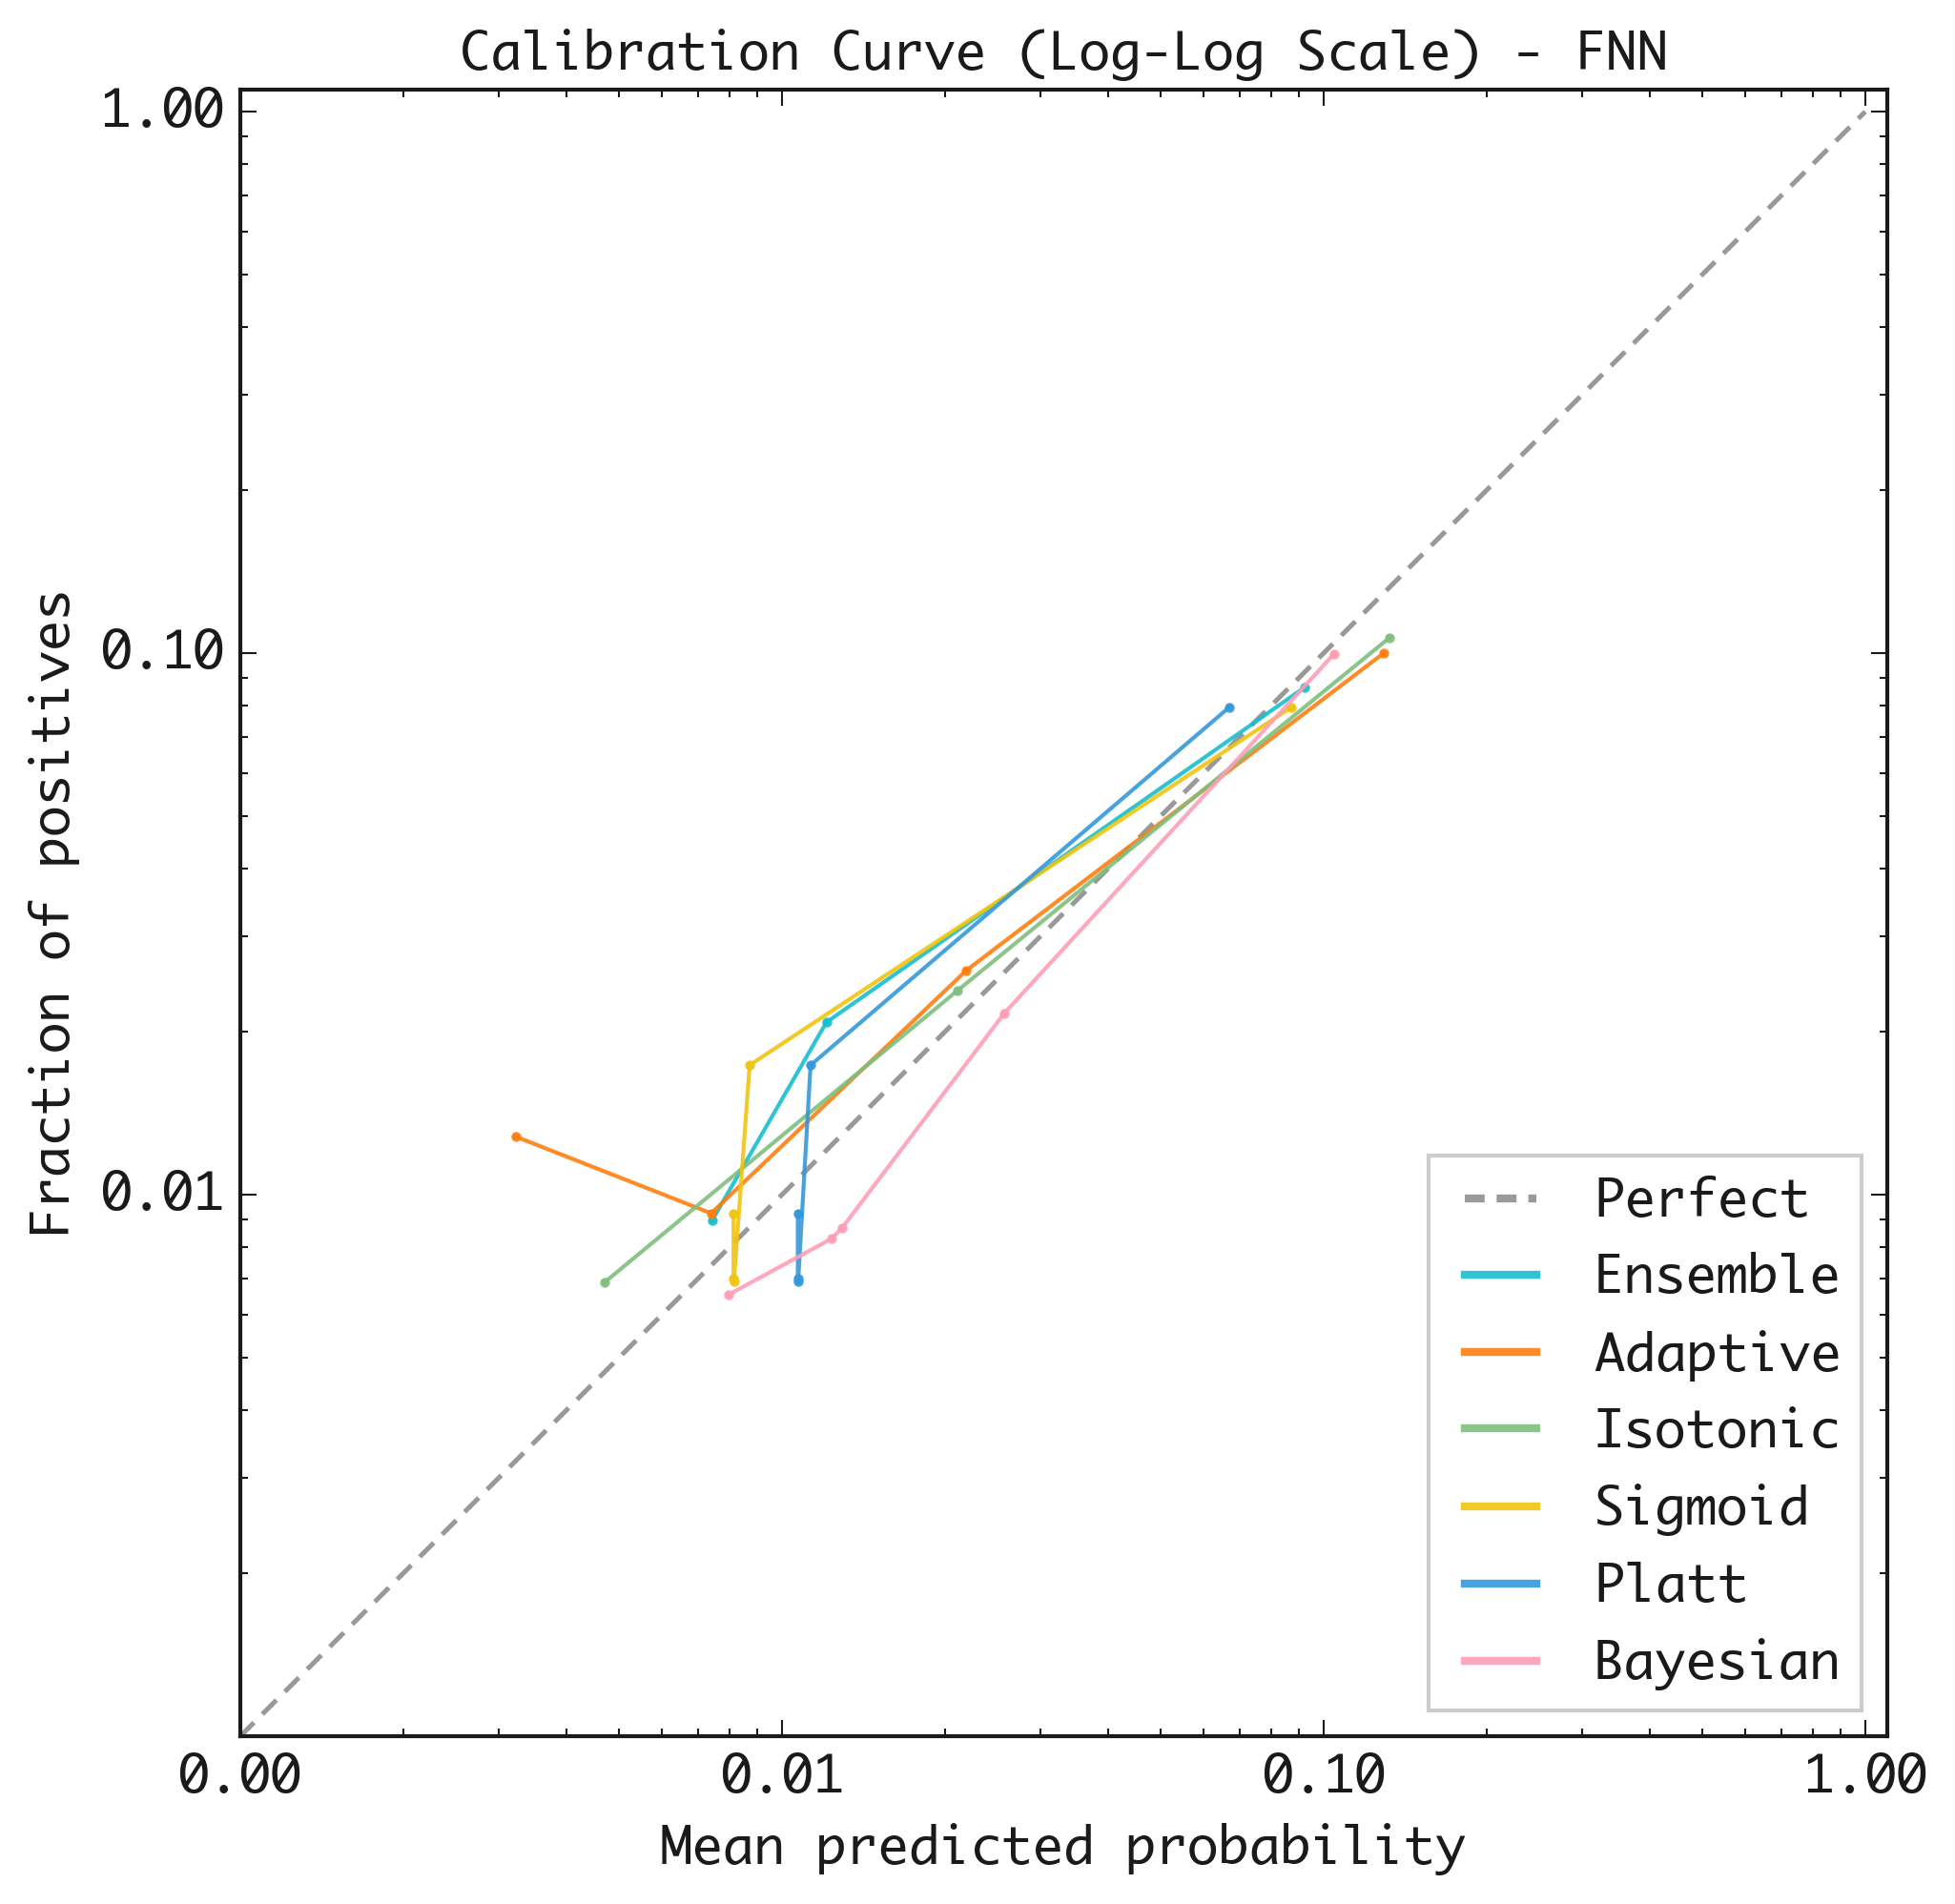 Calibration Curve (Log-Log Scale) - FNN
1.00
0.10
0.01
Fraction of positives
Perfect
Ensemble
Adaptive
Isotonic
Sigmoid
Platt
Bayesian
0.00 0.01 0.10 1.00
Mean predicted probability